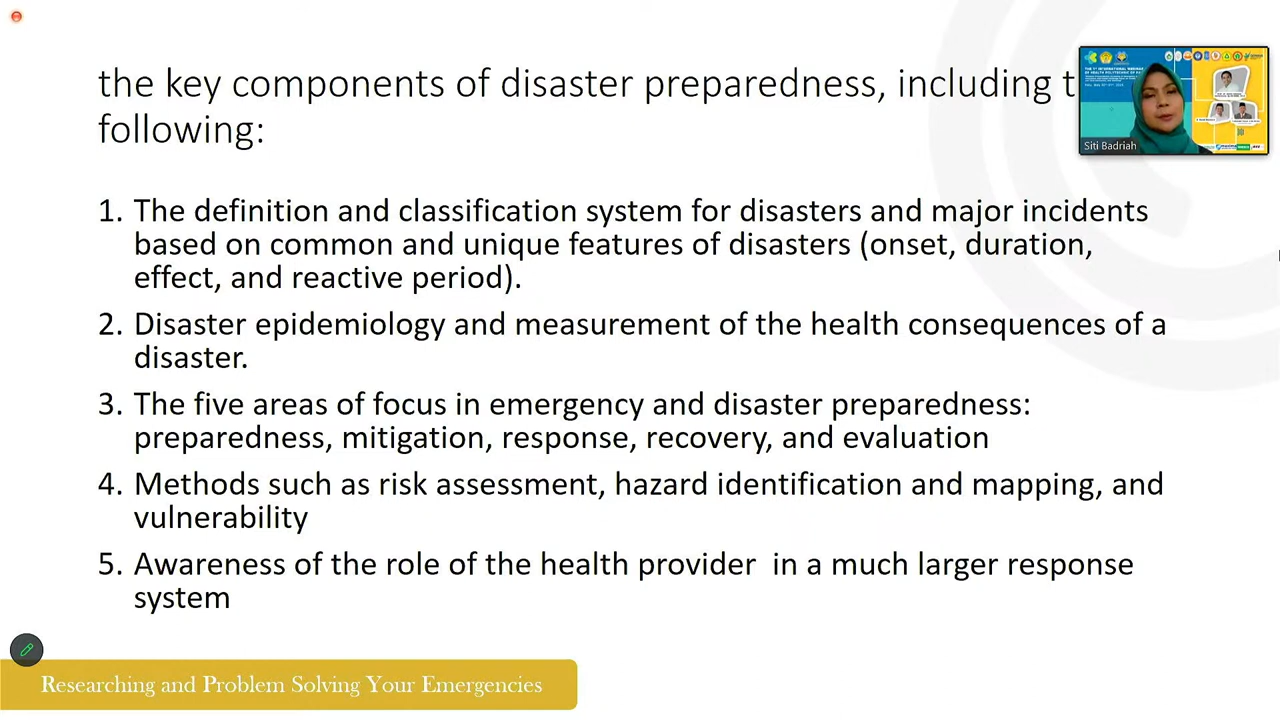 the key components of disaster preparedness, including t
following:
1. The definition and classification system for disasters and major incidents
based on common and unique features of disasters (onset, duration,
effect, and reactive period).
2. Disaster epidemiology and measurement of the health consequences of a
disaster.
3. The five areas of focus in emergency and disaster preparedness:
preparedness, mitigation, response, recovery, and evaluation
4. Methods such as risk assessment, hazard identification and mapping, and
vulnerability
5. Awareness of the role of the health provider in a much larger response
system
Researching and Problem Solving Your Emergencies
Siti Badriah